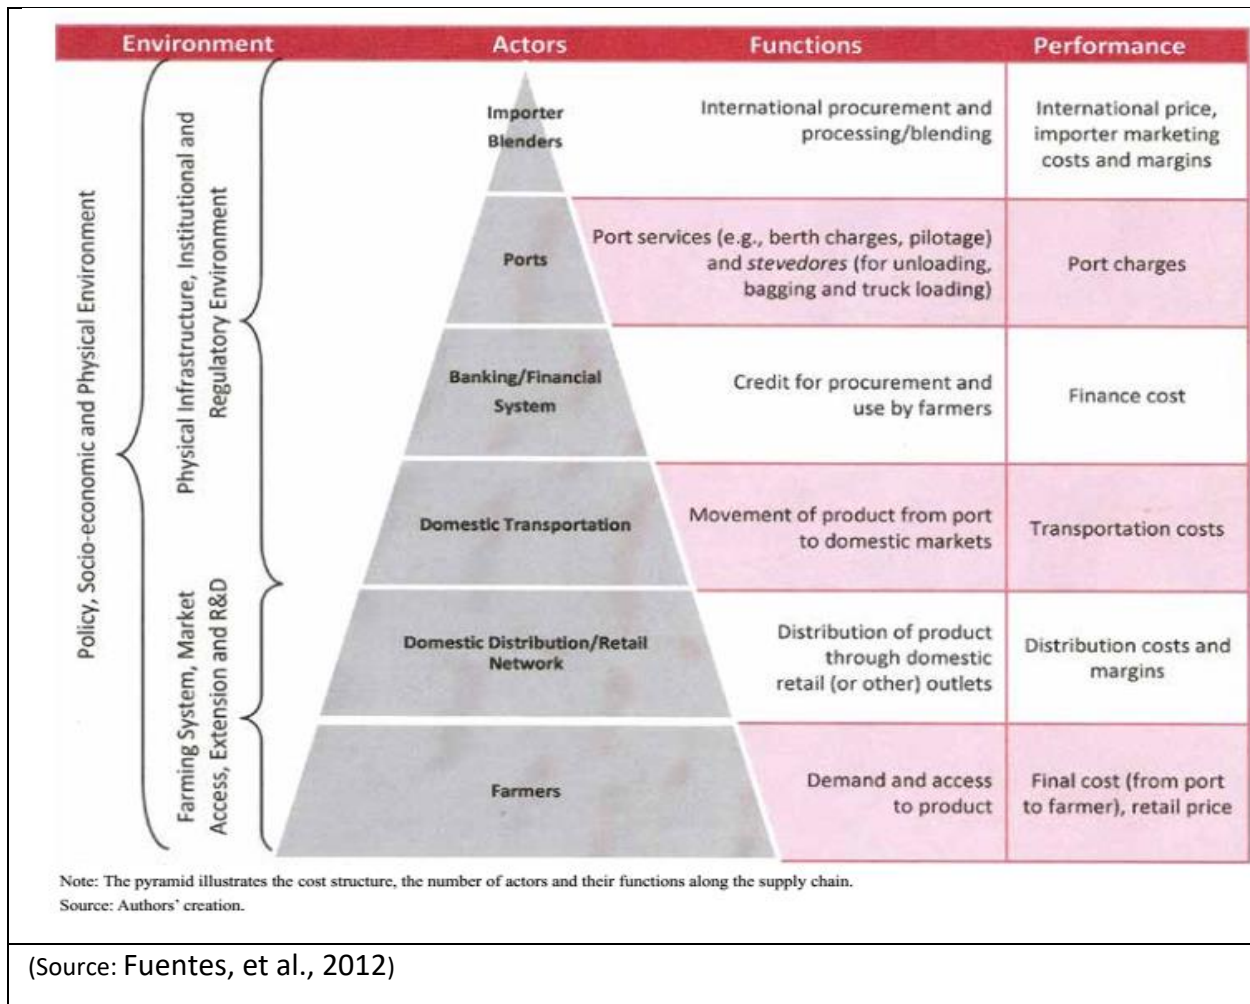 Environment
Actors
Functions
Performance
Policy, Socio-economic and Physical Environment
Physical Infrastructure, Institutional and
Regulatory Environment
Farming System, Market
Access, Extension and R&D
Importer
Blenders
International procurement and
processing/blending
International price,
importer marketing
costs and margins
Ports
Port services (e.g., berth charges, pilotage)
and stevedores (for unloading,
bagging and truck loading)
Port charges
Banking/Financial
System
Credit for procurement and
use by farmers
Finance cost
Domestic Transportation
Movement of product from port
to domestic markets
Transportation costs
Domestic Distribution/Retail
Network
Distribution of product
through domestic
retail (or other) outlets
Distribution costs and
margins
Farmers
Demand and access
to product
Final cost (from port
to farmer), retail price
Note: The pyramid illustrates the cost structure, the number of actors and their functions along the supply chain.
Source: Authors' creation.
(Source: Fuentes, et al., 2012)